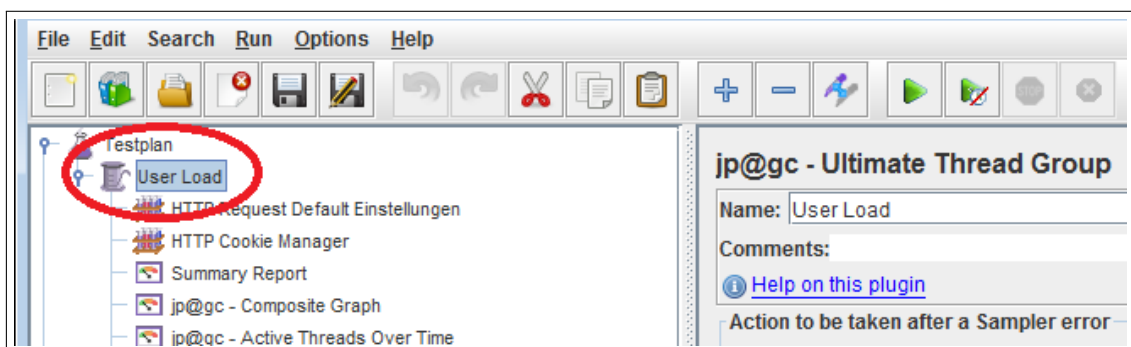 File Edit Search Run Options Help
STOP
Testplan
User Load
HTTP Request Default Einstellungen
HTTP Cookie Manager
Summary Report
jp@gc - Composite Graph
jp@gc - Active Threads Over Time
jp@gc - Ultimate Thread Group
Name: User Load
Comments:
Help on this plugin
Action to be taken after a Sampler error